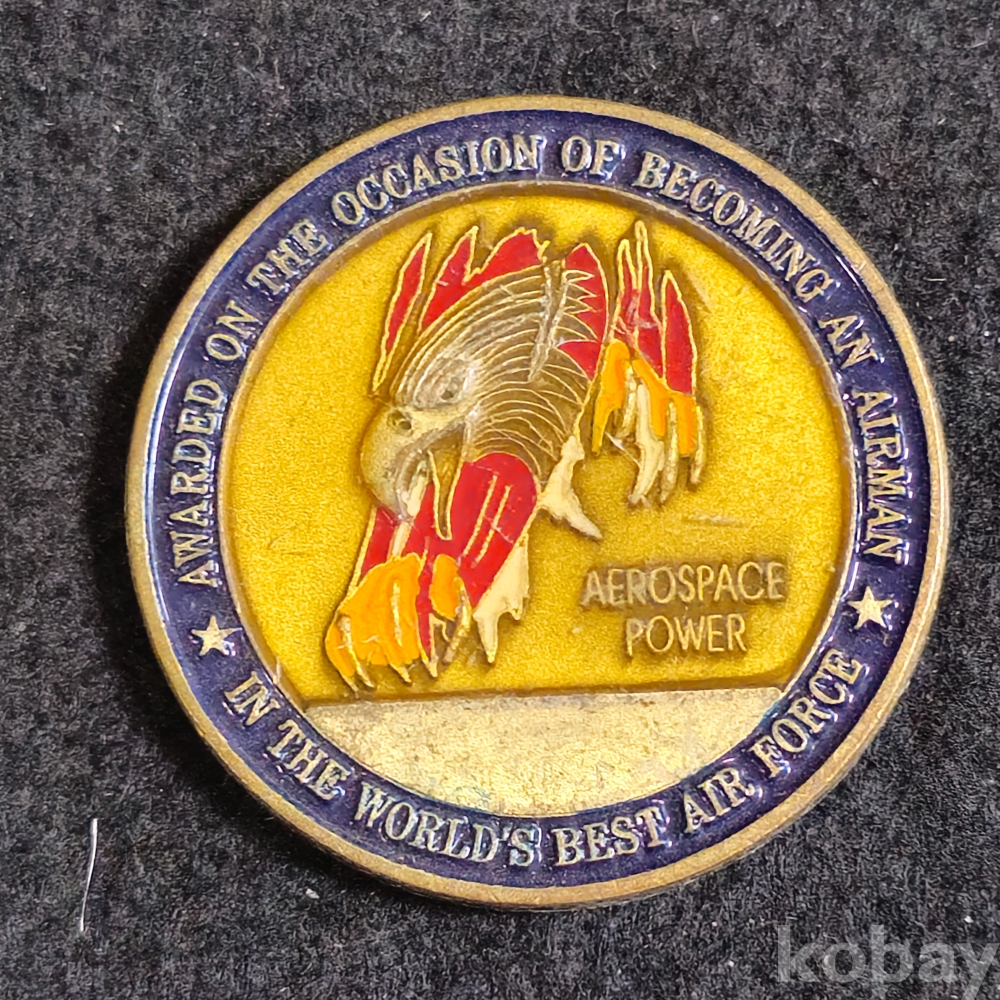 AWARDED ON THE OCCASION OF BECOMING AN AIRMAN
IN THE WORLD'S BEST AIR FORCE
AEROSPACE
POWER
kobay